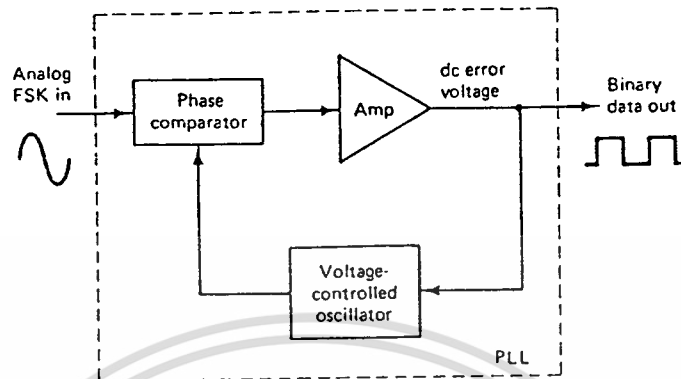 Analog
FSK in
Phase
comparator
Amp
dc error
voltage
Binary
data out
Voltage-
controlled
oscillator
PLL